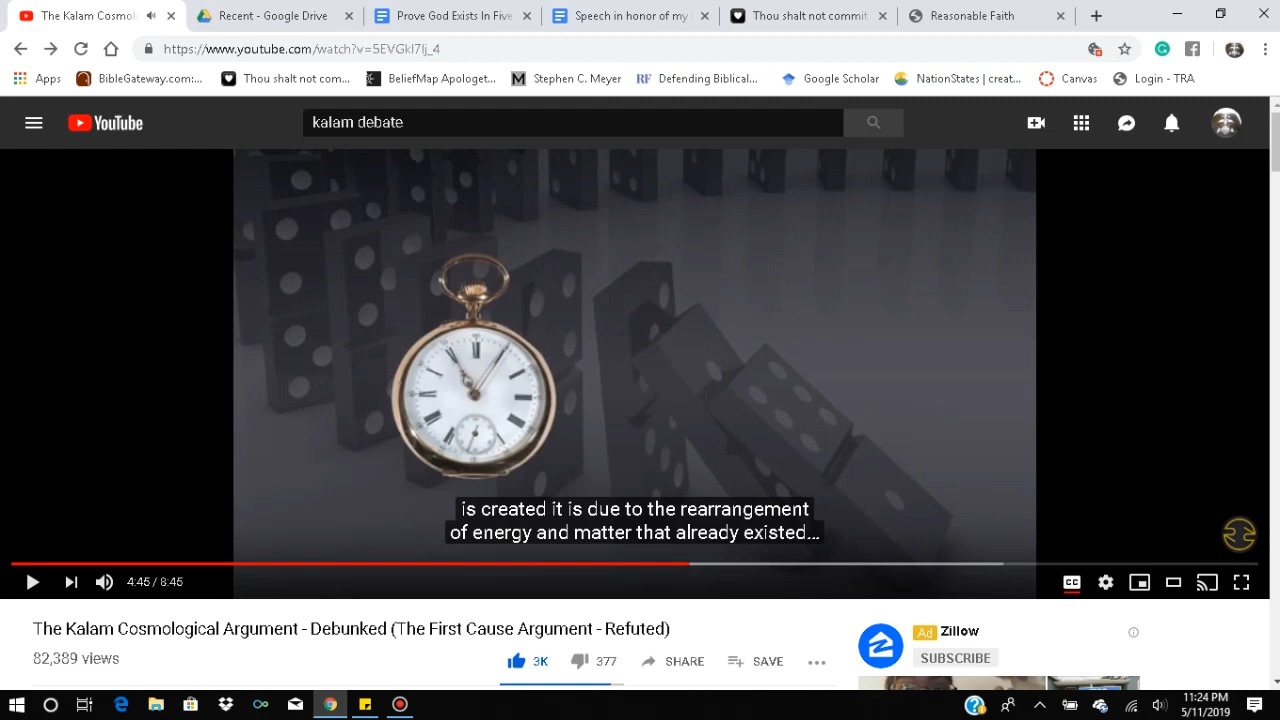 The Kalam Cosmolo
Recent - Google Drive
Prove God Exists In Five
Speech in honor of my
Thou shalt not commit
Reasonable Faith
https://www.youtube.com/watch?v=5EVGkI7Ij_4
Apps
BibleGateway.com:...
Thou shalt not com...
BeliefMap Apologet...
Stephen C. Meyer
Defending Biblical...
Google Scholar
NationStates | creat...
Canvas
Login - TRA
YouTube
kalam debate
is created it is due to the rearrangement
of energy and matter that already existed...
4:45 / 8:45
The Kalam Cosmological Argument - Debunked (The First Cause Argument - Refuted)
82,389 views
3K
377
SHARE
SAVE
Ad Zillow
SUBSCRIBE
11:24 PM
5/11/2019